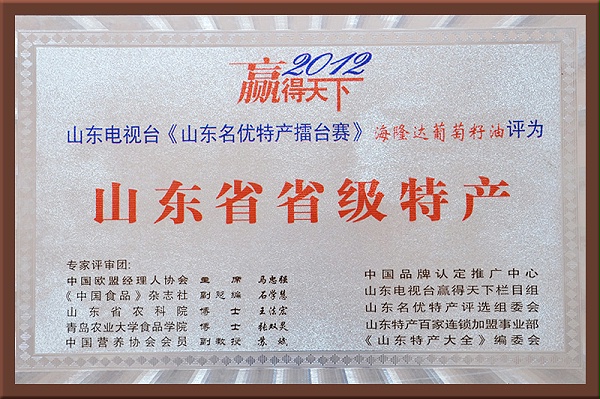 赢得天下 2012
山东电视台《山东名优特产擂台赛》海隆达葡萄籽油评为
山东省省级特产
专家评审团:
中国欧盟经理人协会 主席 马忠强
《中国食品》杂志社 副总编 石学慧
山东省农科院 博士 王法宏
青岛农业大学食品学院 博士 张双灵
中国营养协会会员 副教授 苏斌
中国品牌认定推广中心
山东电视台赢得天下栏目组
山东名优特产评选组委会
山东特产百家连锁加盟事业部
《山东特产大全》编委会